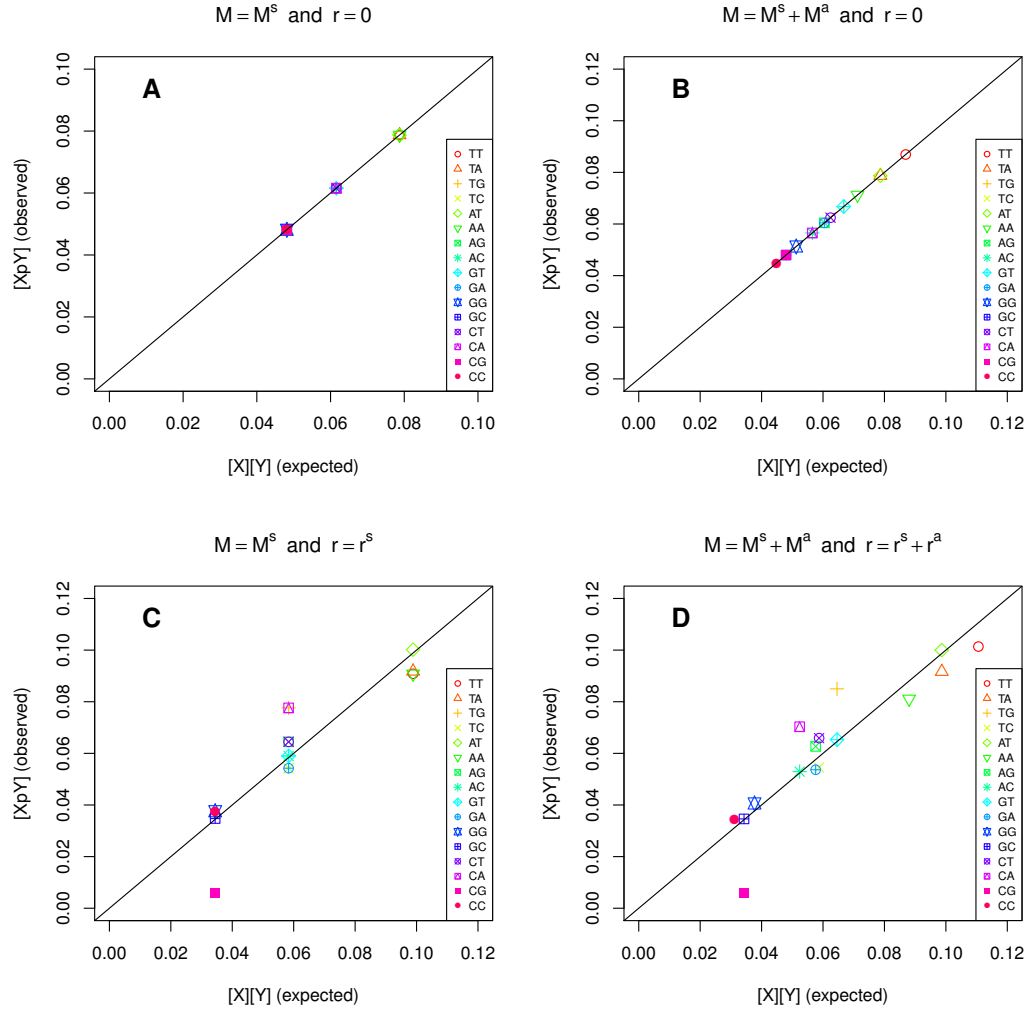 M = Mˢ and r = 0
A
[XpY] (observed)
0.00 0.02 0.04 0.06 0.08 0.10
0.00 0.02 0.04 0.06 0.08 0.10
[X][Y] (expected)
TT
TA
TG
TC
AT
AA
AG
AC
GT
GA
GG
GC
CT
CA
CG
CC
M = Mˢ + Mᵃ and r = 0
B
[XpY] (observed)
0.00 0.02 0.04 0.06 0.08 0.10 0.12
0.00 0.02 0.04 0.06 0.08 0.10 0.12
[X][Y] (expected)
TT
TA
TG
TC
AT
AA
AG
AC
GT
GA
GG
GC
CT
CA
CG
CC
M = Mˢ and r = rˢ
C
[XpY] (observed)
0.00 0.02 0.04 0.06 0.08 0.10 0.12
0.00 0.02 0.04 0.06 0.08 0.10 0.12
[X][Y] (expected)
TT
TA
TG
TC
AT
AA
AG
AC
GT
GA
GG
GC
CT
CA
CG
CC
M = Mˢ + Mᵃ and r = rˢ + rᵃ
D
[XpY] (observed)
0.00 0.02 0.04 0.06 0.08 0.10 0.12
0.00 0.02 0.04 0.06 0.08 0.10 0.12
[X][Y] (expected)
TT
TA
TG
TC
AT
AA
AG
AC
GT
GA
GG
GC
CT
CA
CG
CC